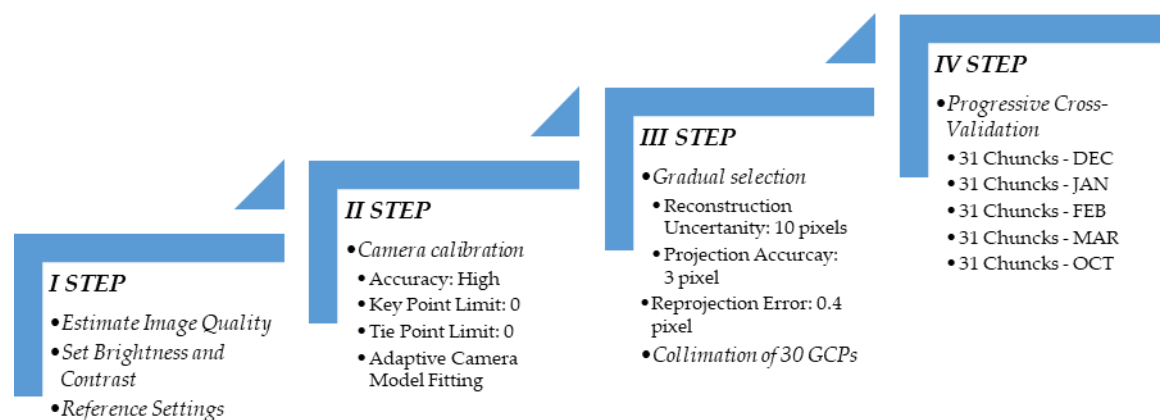 I STEP
•Estimate Image Quality
•Set Brightness and
Contrast
•Reference Settings
II STEP
•Camera calibration
•Accuracy: High
•Key Point Limit: 0
•Tie Point Limit: 0
•Adaptive Camera
Model Fitting
III STEP
•Gradual selection
•Reconstruction
Uncertanity: 10 pixels
•Projection Accurcay:
3 pixel
•Reprojection Error: 0.4
pixel
•Collimation of 30 GCPs
IV STEP
•Progressive Cross-
Validation
•31 Chuncks - DEC
•31 Chuncks - JAN
•31 Chuncks - FEB
•31 Chuncks - MAR
•31 Chuncks - OCT